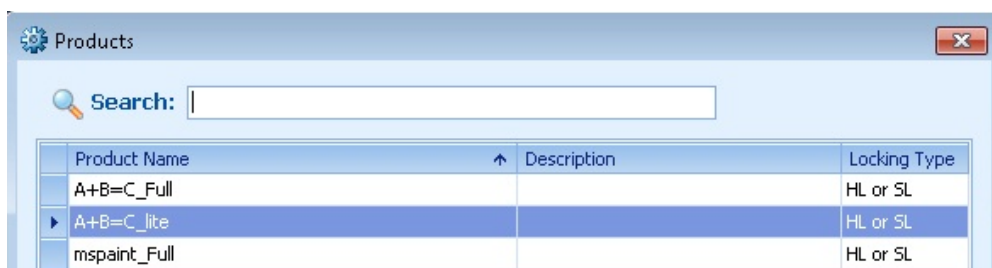 Products
Search:
Product Name Description Locking Type
A+B=C_Full HL or SL
A+B=C_lite HL or SL
mspaint_Full HL or SL